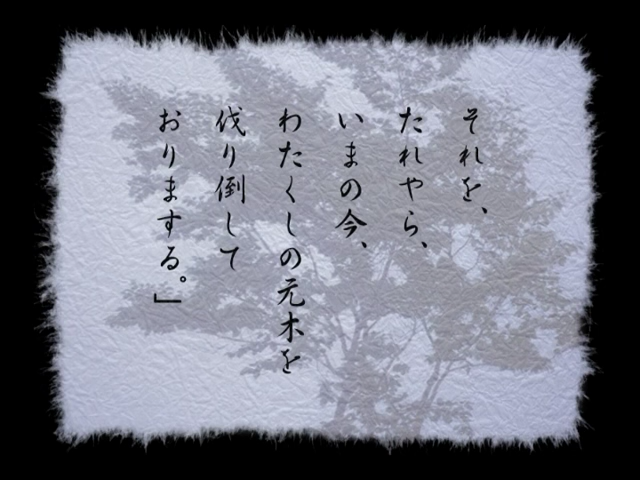 それを、
たれやら、
いまの今、
わたくしの元木を
伐り倒して
おりまする。」